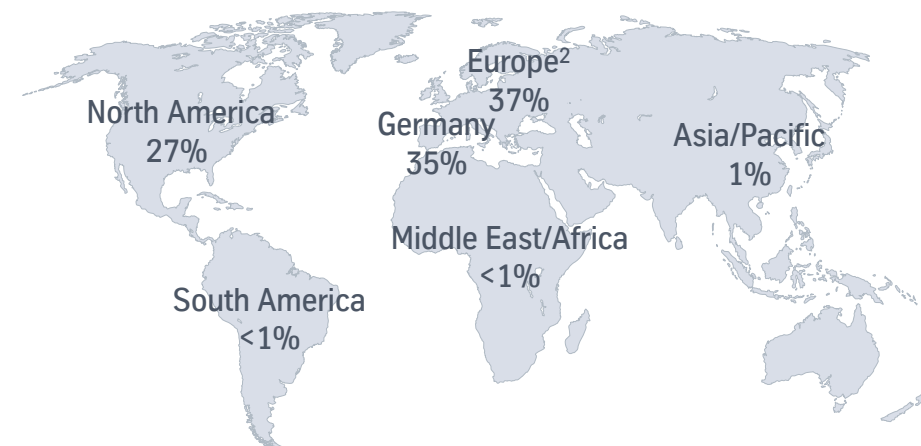 Europe²
37%
North America
27%
Germany
35%
Asia/Pacific
1%
Middle East/Africa
<1%
South America
<1%